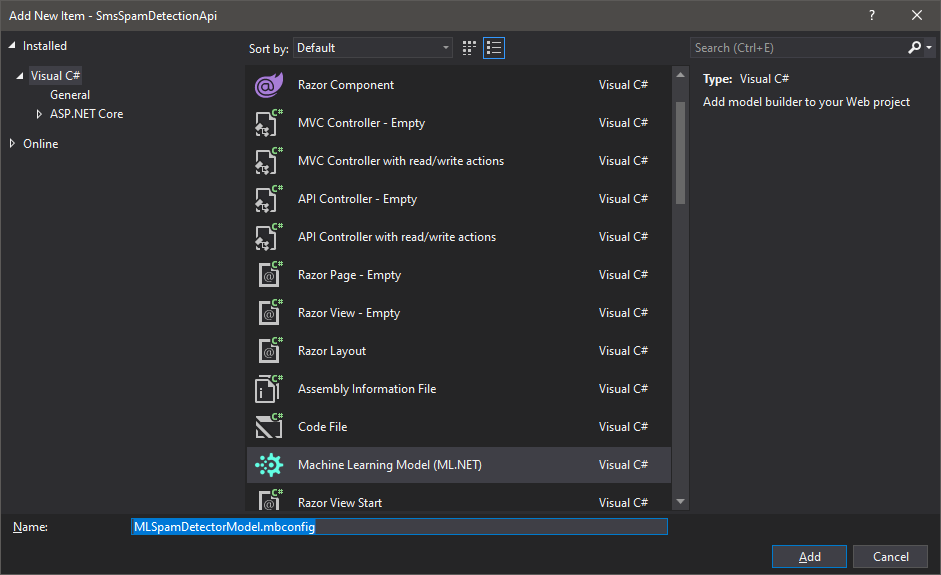 Add New Item - SmsSpamDetectionApi
?
Installed
Visual C#
General
ASP.NET Core
Online
Sort by: Default
Search (Ctrl+E)
Razor Component Visual C#
C# MVC Controller - Empty Visual C#
C# MVC Controller with read/write actions Visual C#
C# API Controller - Empty Visual C#
C# API Controller with read/write actions Visual C#
C# Razor Page - Empty Visual C#
C# Razor View - Empty Visual C#
C# Razor Layout Visual C#
C# Assembly Information File Visual C#
C# Code File Visual C#
Machine Learning Model (ML.NET) Visual C#
C# Razor View Start Visual C#
Type: Visual C#
Add model builder to your Web project
Name: MLSpamDetectorModel.mbconfig
Add Cancel